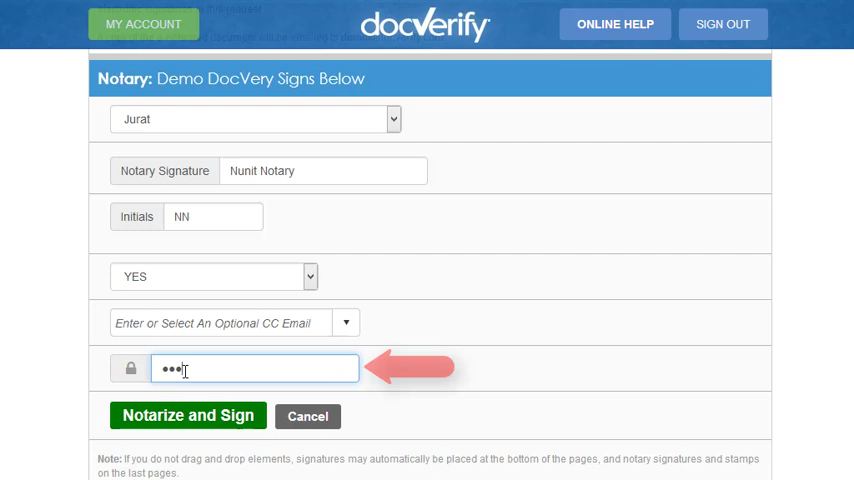 MY ACCOUNT
docVerify
ONLINE HELP
SIGN OUT
Notary: Demo DocVery Signs Below
Jurat
Notary Signature
Nunit Notary
Initials
NN
YES
Enter or Select An Optional CC Email
•••
Notarize and Sign
Cancel
Note: If you do not drag and drop elements, signatures may automatically be placed at the bottom of the pages, and notary signatures and stamps
on the last pages.